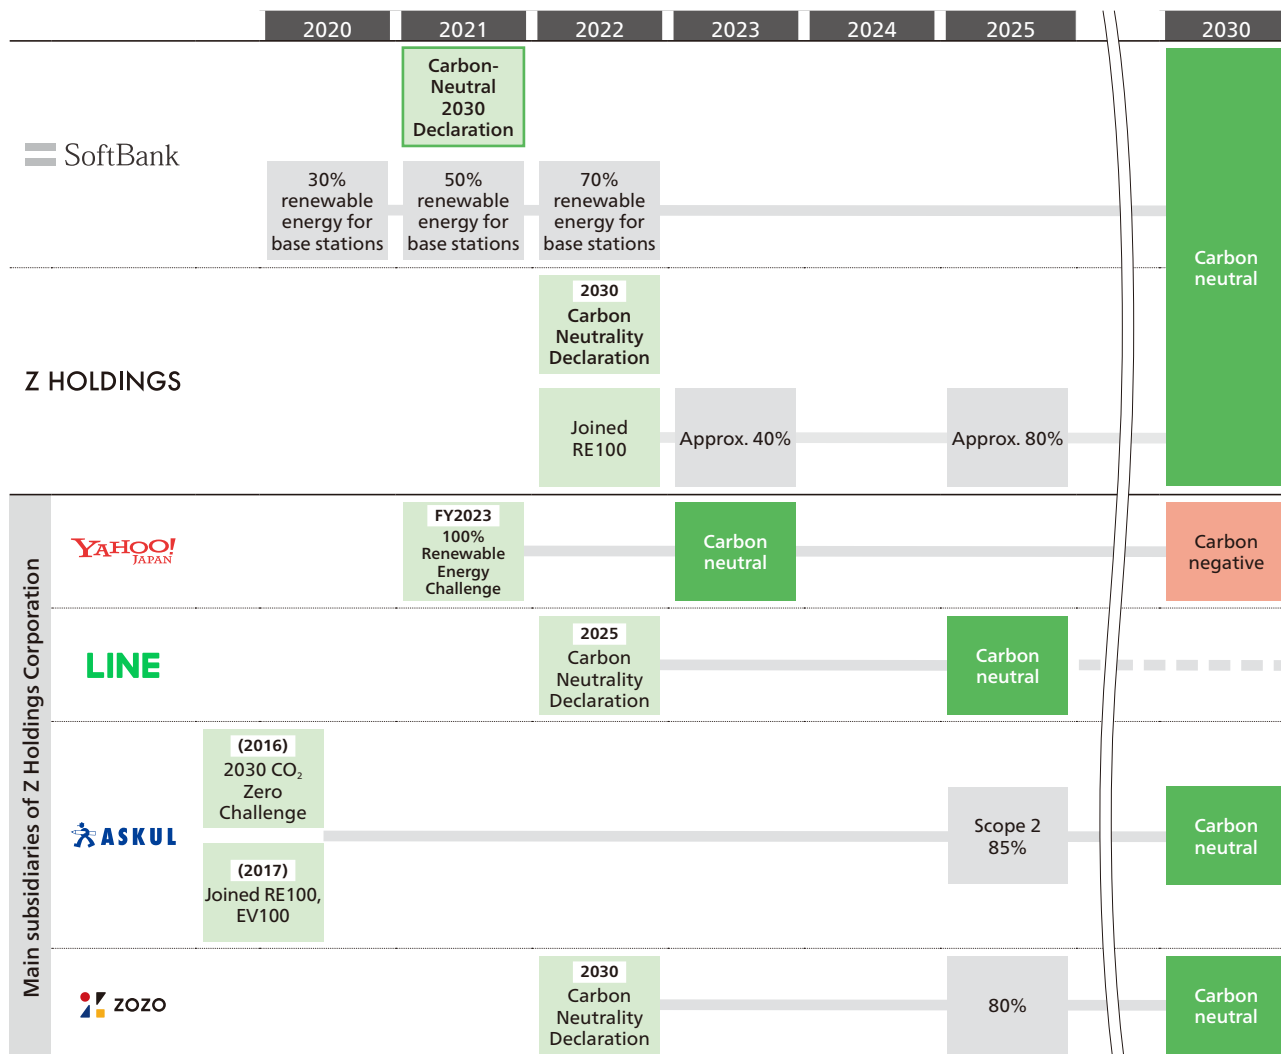 2020 2021 2022 2023 2024 2025 2030
SoftBank
Carbon-
Neutral
2030
Declaration
30%
renewable
energy for
base stations
50%
renewable
energy for
base stations
70%
renewable
energy for
base stations
Carbon
neutral
Z HOLDINGS
2030
Carbon
Neutrality
Declaration
Joined
RE100
Approx. 40%
Approx. 80%
Main subsidiaries of Z Holdings Corporation
YAHOO!
JAPAN
FY2023
100%
Renewable
Energy
Challenge
Carbon
neutral
Carbon
negative
LINE
2025
Carbon
Neutrality
Declaration
Carbon
neutral
ASKUL
(2016)
2030 CO₂
Zero
Challenge
(2017)
Joined RE100,
EV100
Scope 2
85%
Carbon
neutral
ZOZO
2030
Carbon
Neutrality
Declaration
80%
Carbon
neutral